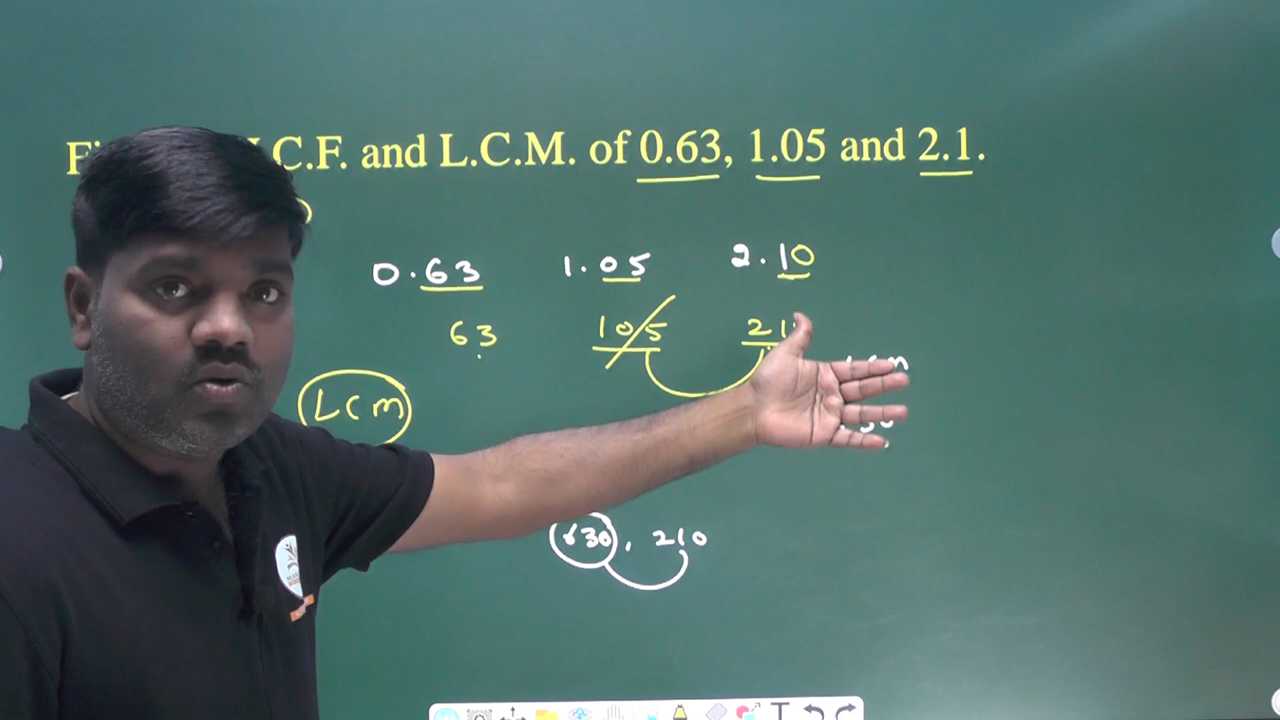 .C.F. and L.C.M. of 0.63, 1.05 and 2.1.
0.63 1.05 2.10
63 105 21
LCM
630, 210